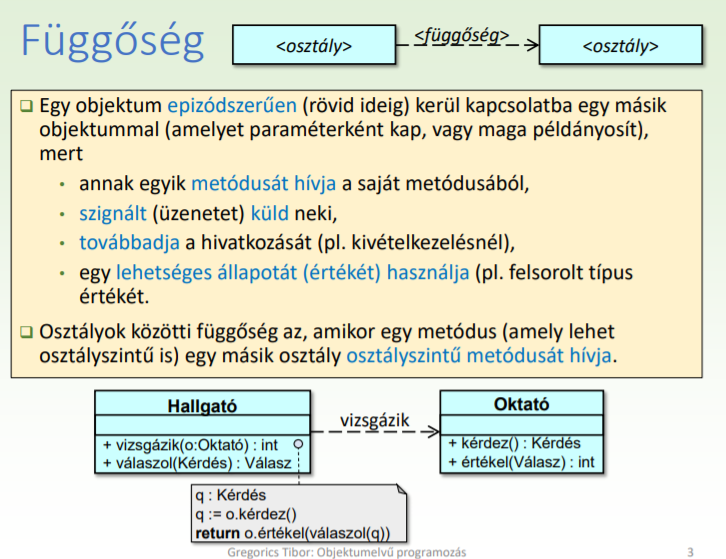 Függőség
<osztály>
<függőség>
<osztály>
Egy objektum epizódszerűen (rövid ideig) kerül kapcsolatba egy másik
objektummal (amelyet paraméterként kap, vagy maga példányosít),
mert
• annak egyik metódusát hívja a saját metódusából,
• szignált (üzenetet) küld neki,
• továbbadja a hivatkozását (pl. kivételkezelésnél),
• egy lehetséges állapotát (értékét) használja (pl. felsorolt típus
értékét.
Osztályok közötti függőség az, amikor egy metódus (amely lehet
osztályszintű is) egy másik osztály osztályszintű metódusát hívja.
Hallgató
+ vizsgázik(o:Oktató) : int
+ válaszol(Kérdés) : Válasz
vizsgázik
Oktató
+ kérdez() : Kérdés
+ értékel(Válasz) : int
q : Kérdés
q := o.kérdez()
return o.értékel(válaszol(q))
Gregorics Tibor: Objektumelvű programozás
3